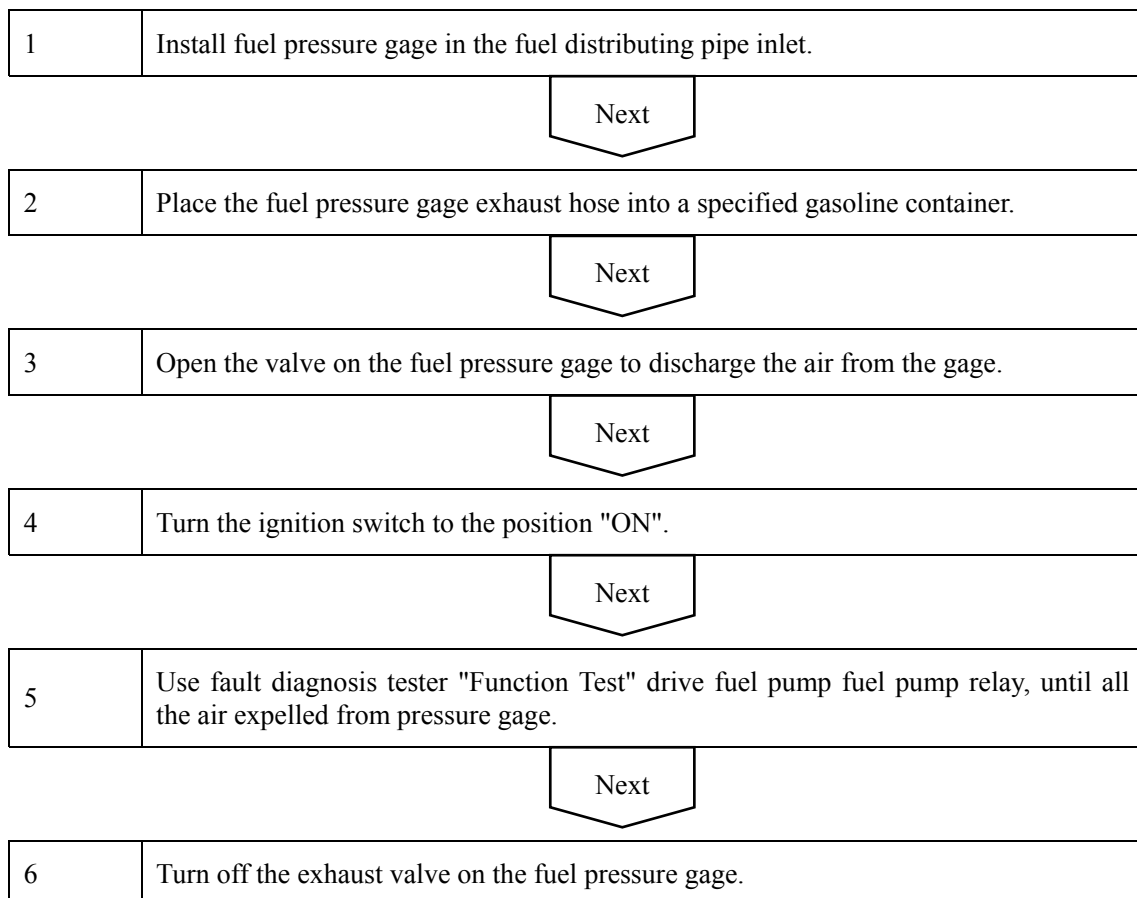 1 Install fuel pressure gage in the fuel distributing pipe inlet.
Next
2 Place the fuel pressure gage exhaust hose into a specified gasoline container.
Next
3 Open the valve on the fuel pressure gage to discharge the air from the gage.
Next
4 Turn the ignition switch to the position "ON".
Next
5 Use fault diagnosis tester "Function Test" drive fuel pump fuel pump relay, until all
the air expelled from pressure gage.
Next
6 Turn off the exhaust valve on the fuel pressure gage.